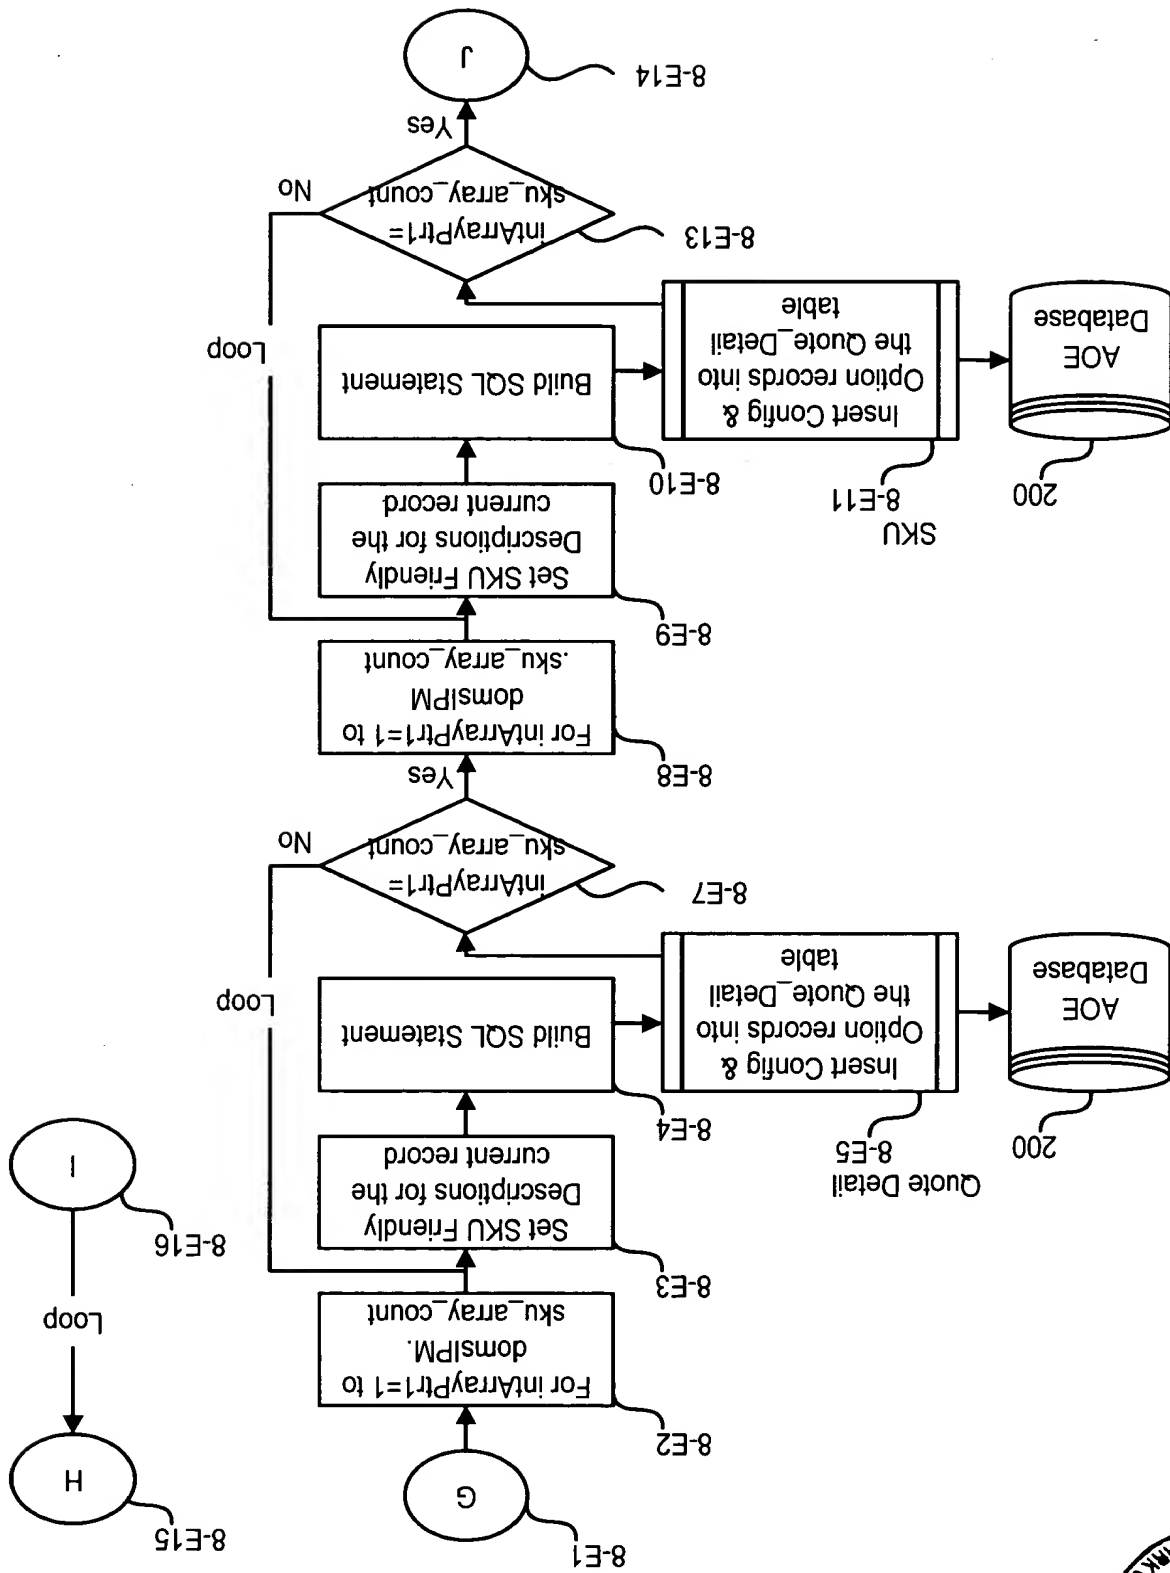 8-E1
G
8-E2
For intArrayPtr1=1 to
domsIPM.
sku_array_count
8-E3
Set SKU Friendly
Descriptions for the
current record
8-E4
Build SQL Statement
Quote Detail
8-E5
Insert Config &
Option records into
the Quote_Detail
table
200
AOE
Database
8-E7
intArrayPtr1=
sku_array_count
No
Loop
Yes
8-E8
For intArrayPtr1=1 to
domsIPM
.sku_array_count
8-E9
Set SKU Friendly
Descriptions for the
current record
8-E10
Build SQL Statement
SKU
8-E11
Insert Config &
Option records into
the Quote_Detail
table
200
AOE
Database
8-E13
intArrayPtr1=
sku_array_count
No
Loop
Yes
8-E14
J
8-E15
H
Loop
8-E16
I